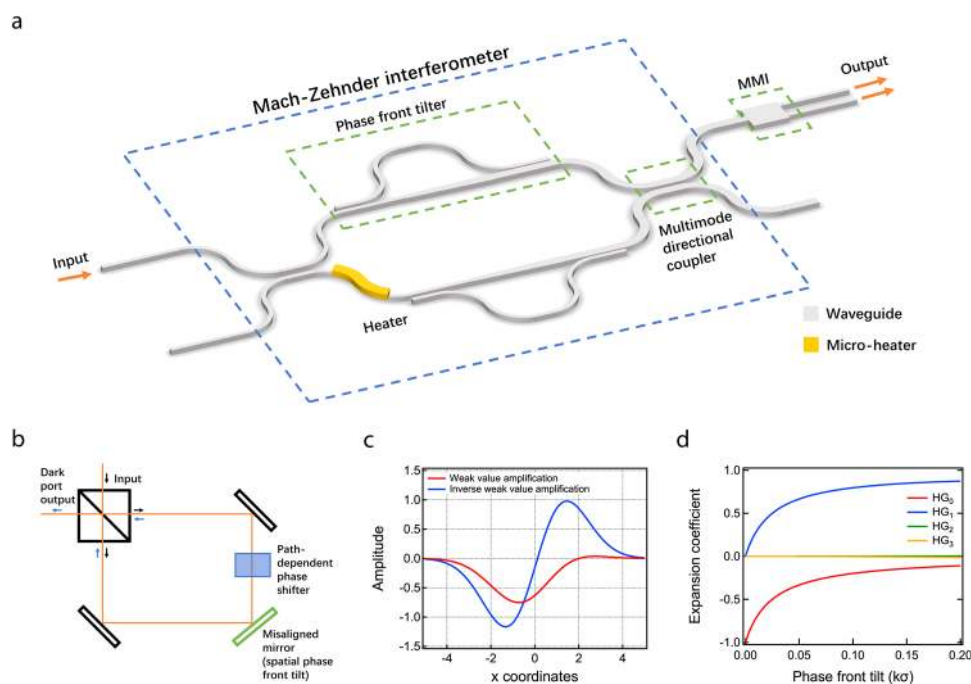 a
Mach-Zehnder interferometer
Phase front tilter
MMI
Output
Input
Heater
Multimode
directional
coupler
Waveguide
Micro-heater
b
Dark
port
output
Input
Path-
dependent
phase
shifter
Misaligned
mirror
(spatial phase
front tilt)
c
1.5
1.0
0.5
0.0
-0.5
-1.0
-1.5
Amplitude
Weak value amplification
Inverse weak value amplification
-4
-2
0
2
4
x coordinates
d
1.0
0.5
0.0
-0.5
-1.0
Expansion coefficient
HG0
HG1
HG2
HG3
0.00
0.05
0.10
0.15
0.20
Phase front tilt (kσ)